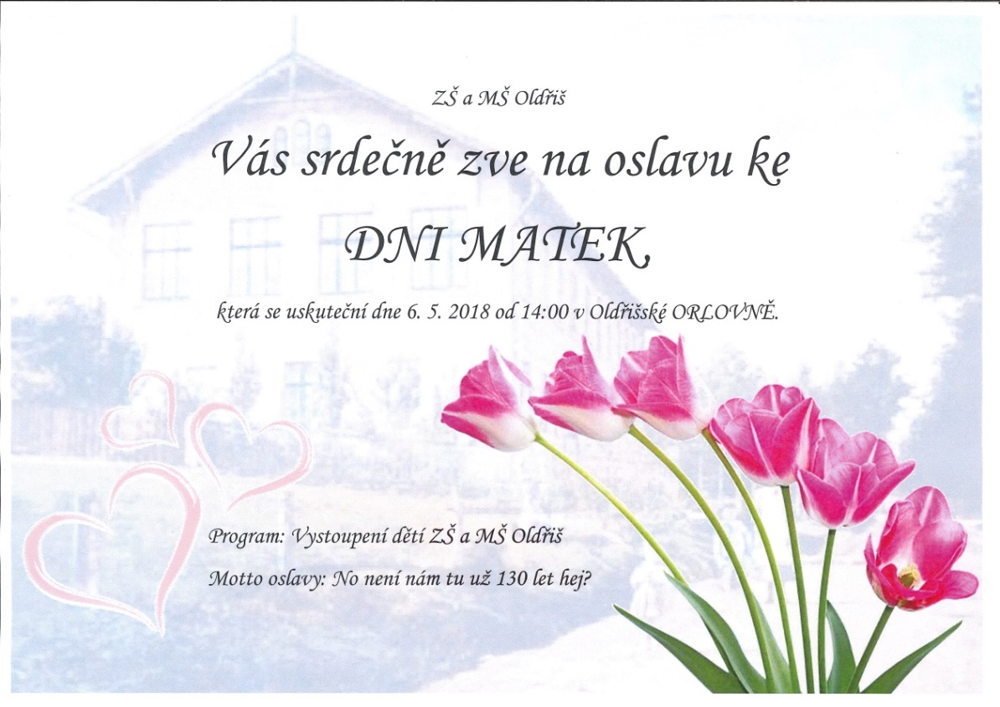 ZŠ a MŠ Oldřiš
Vás srdečně zve na oslavu ke
DNI MATEK,
která se uskuteční dne 6. 5. 2018 od 14:00 v Oldřišské ORLOVNĚ.
Program: Vystoupení dětí ZŠ a MŠ Oldřiš
Motto oslavy: No není nám tu už 130 let hej?